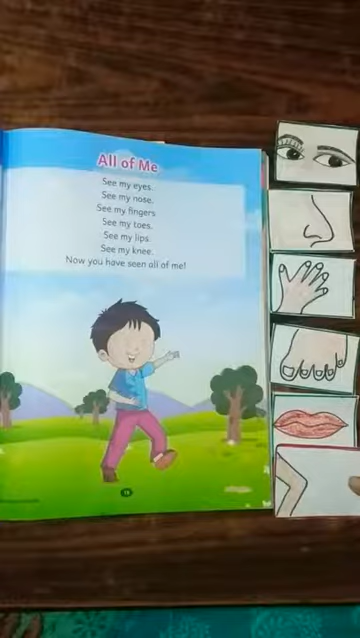 All of Me
See my eyes.
See my nose.
See my fingers
See my toes.
See my lips.
See my knee.
Now you have seen all of me!